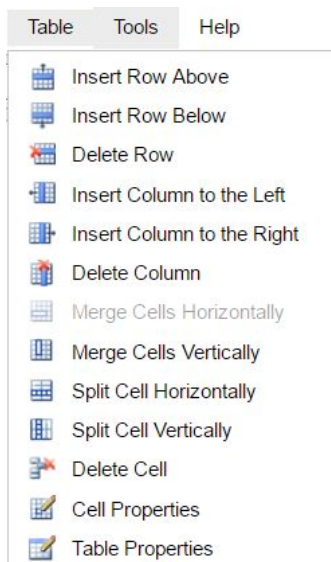 Table Tools Help
Insert Row Above
Insert Row Below
Delete Row
Insert Column to the Left
Insert Column to the Right
Delete Column
Merge Cells Horizontally
Merge Cells Vertically
Split Cell Horizontally
Split Cell Vertically
Delete Cell
Cell Properties
Table Properties